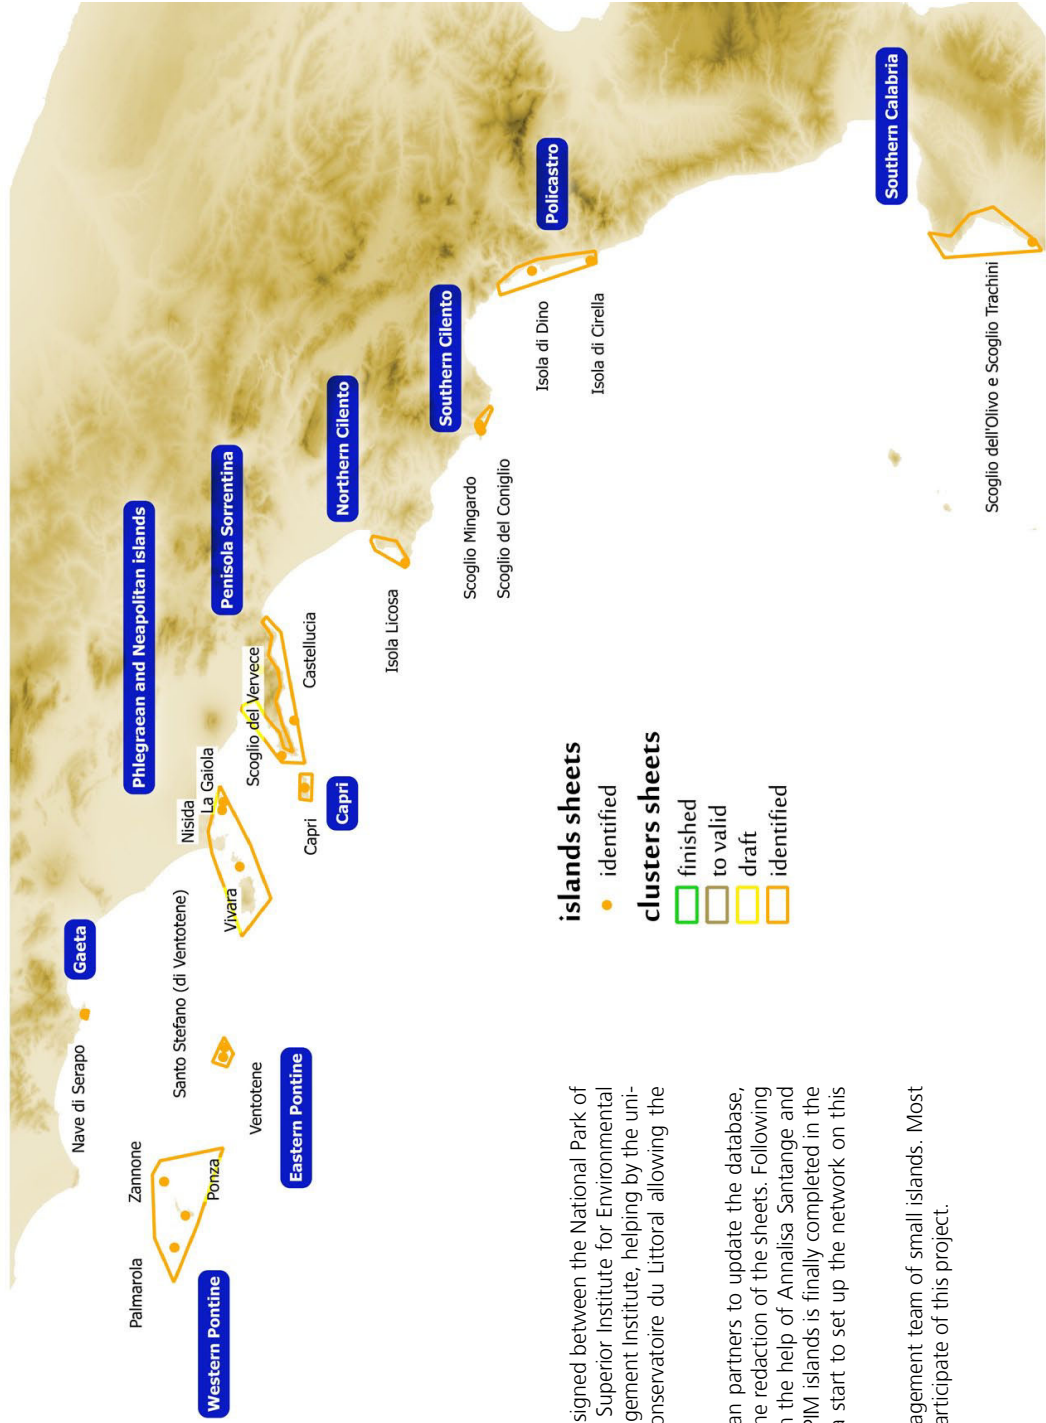 Nave di Serapo
Gaeta
Palmarola
Zannone
Phlegraean and Neapolitan islands
Santo Stefano (di Ventotene)
Nisida
La Gaiola
Western Pontine
Ponza
Vivara
Penisola Sorrentina
Ventotene
Scoglio del Vervece
Eastern Pontine
Capri
Castellucia
Capri
Northern Cilento
Isola Licosa
Southern Cilento
Scoglio Mingardo
Scoglio del Coniglio
Isola di Dino
Policastro
Isola di Cirella
Southern Calabria
Scoglio dell'Olivo e Scoglio Trachini
islands sheets
identified
clusters sheets
finished
to valid
draft
identified
signed between the National Park of
Superior Institute for Environmental
gement Institute, helping by the uni-
onservatoire du Littoral allowing the
an partners to update the database,
ne redaction of the sheets. Following
n the help of Annalisa Santange and
PIM islands is finally completed in the
a start to set up the network on this
agement team of small islands. Most
articipate of this project.